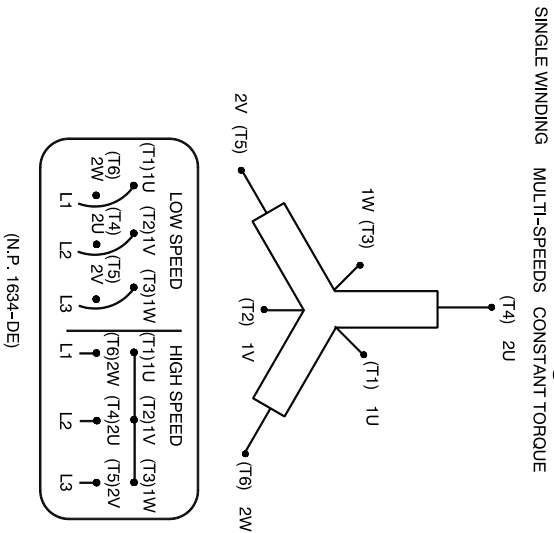 SINGLE WINDING MULTI-SPEEDS CONSTANT TORQUE
(T4) 2U
1W (T3)
(T1) 1U
2V (T5)
(T2) 1V
(T6) 2W
LOW SPEED
HIGH SPEED
(T1)1U (T2)1V (T3)1W
(T1)1U (T2)1V (T3)1W
(T6) (T4) (T5)
2W 2U 2V
(T6)2W (T4)2U (T5)2V
L1 L2 L3
L1 L2 L3
(N.P. 1634-DE)